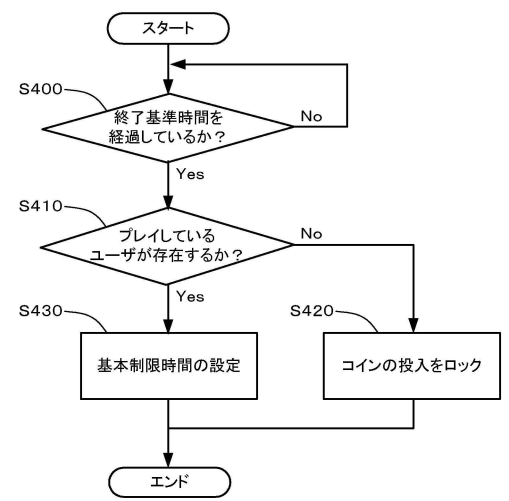 スタート
S400
終了基準時間を
経過しているか？
No
Yes
S410
プレイしている
ユーザが存在するか？
No
Yes
S430
基本制限時間の設定
S420
コインの投入をロック
エンド